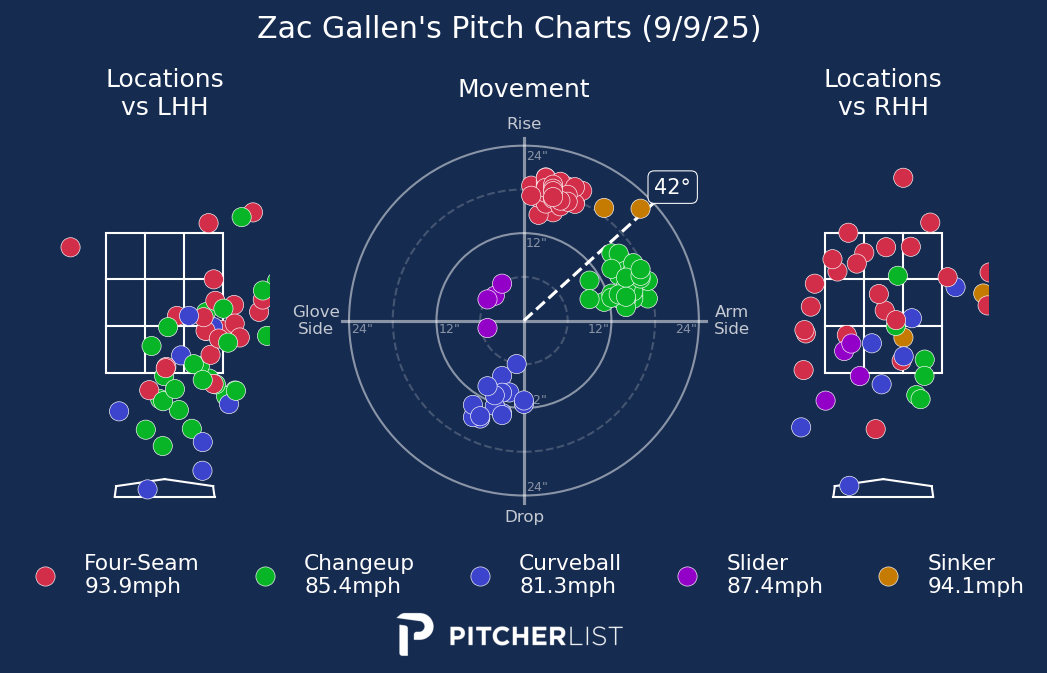 Zac Gallen's Pitch Charts (9/9/25)
Locations
vs LHH
Movement
Locations
vs RHH
Rise
24"
42°
12"
Glove
Side
24"
12"
12"
24"
Arm
Side
2"
24"
Drop
Four-Seam
93.9mph
Changeup
85.4mph
Curveball
81.3mph
Slider
87.4mph
Sinker
94.1mph
PITCHERLIST